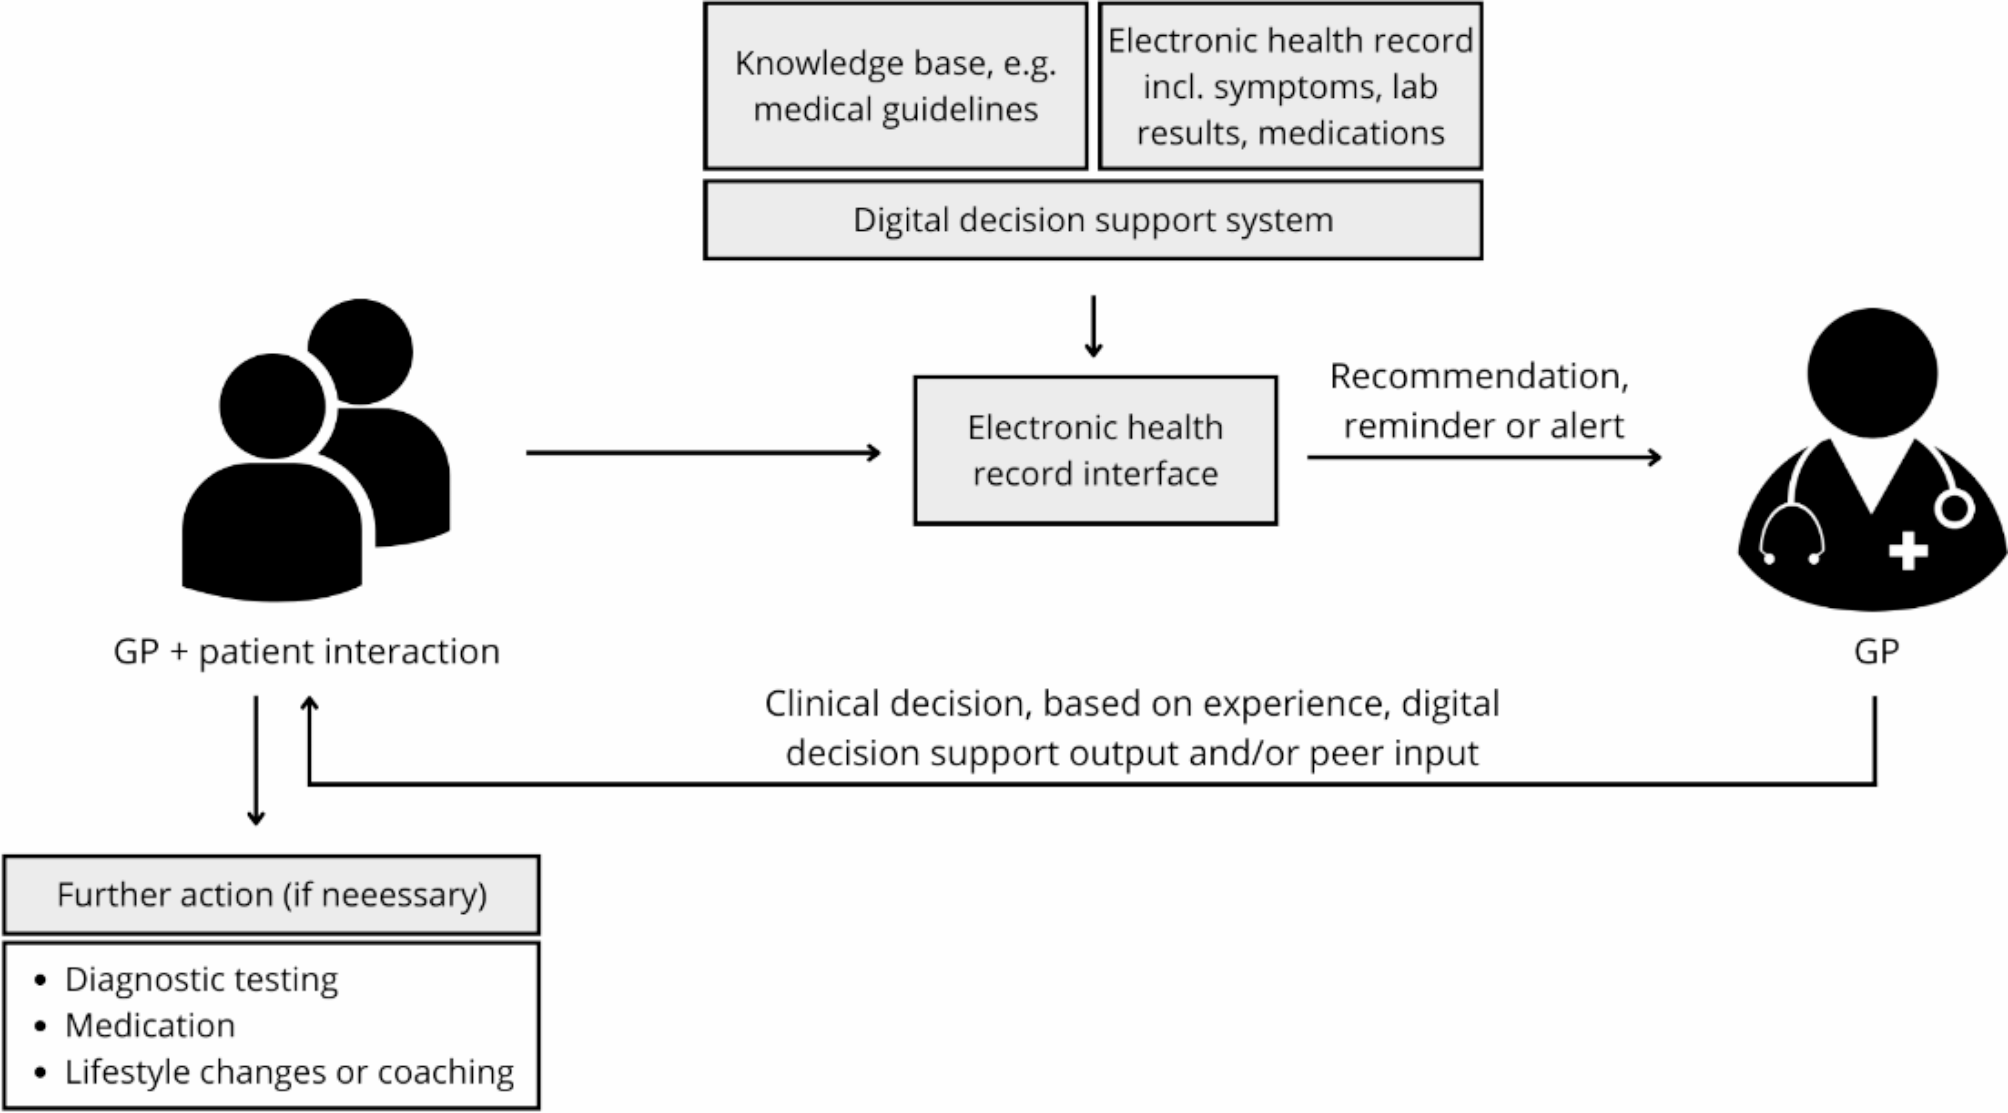 Knowledge base, e.g.
medical guidelines
Electronic health record
incl. symptoms, lab
results, medications
Digital decision support system
Electronic health
record interface
Recommendation,
reminder or alert
GP + patient interaction
GP
Clinical decision, based on experience, digital
decision support output and/or peer input
Further action (if neeessary)
• Diagnostic testing
• Medication
• Lifestyle changes or coaching